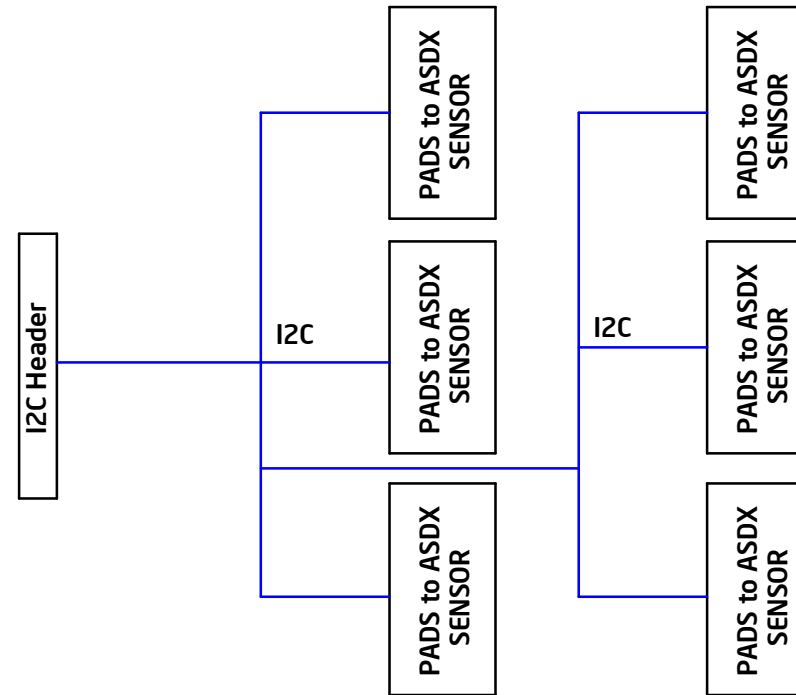 I2C Header
PADS to ASDX
SENSOR
PADS to ASDX
SENSOR
I2C
PADS to ASDX
SENSOR
I2C
PADS to ASDX
SENSOR
PADS to ASDX
SENSOR
PADS to ASDX
SENSOR